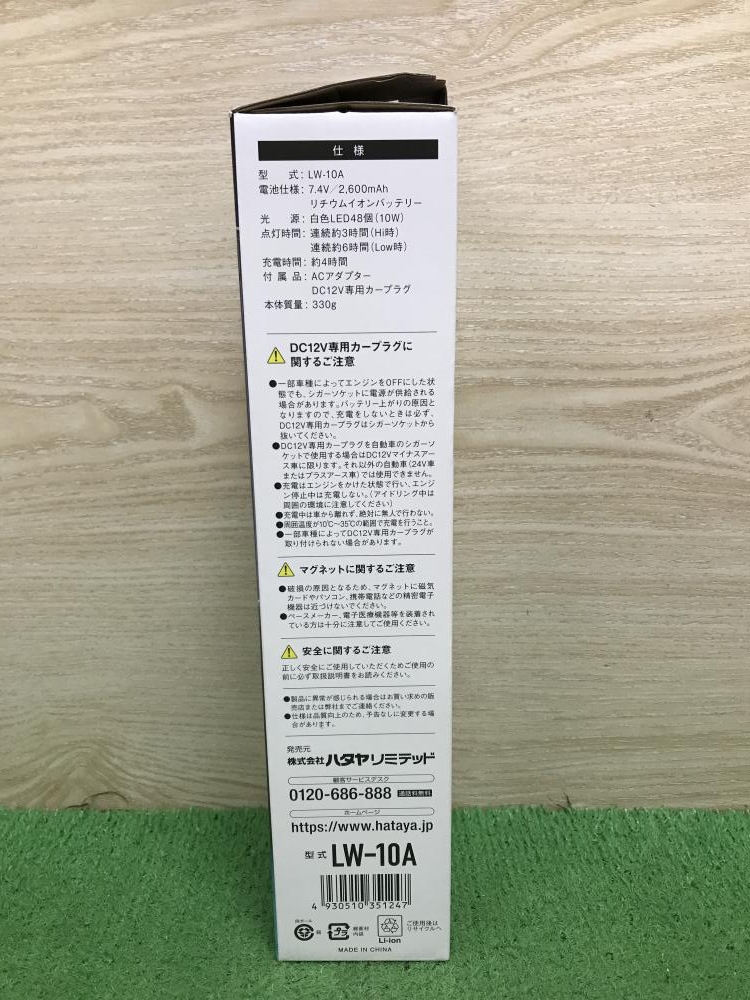 仕様
型　式：LW-10A
電池仕様：7.4V／2,600mAh
リチウムイオンバッテリー
光　源：白色LED48個（10W）
点灯時間：連続約3時間（Hi時）
連続約6時間（Low時）
充電時間：約4時間
付属品：ACアダプター
DC12V専用カープラグ
本体質量：330g
DC12V専用カープラグに
関するご注意
●一部車種によってエンジンをOFFにした状
態でも、シガーソケットに電源が供給される
場合があります。バッテリー上がりの原因と
なりますので、充電をしないときは必ず、
DC12V専用カープラグはシガーソケットから
抜いてください。
●DC12V専用カープラグを自動車のシガーソ
ケットで使用する場合はDC12Vマイナスアー
ス車に限ります。それ以外の自動車（24V車
またはプラスアース車）では使用できません。
●充電はエンジンをかけた状態で行い、エンジ
ン停止中は充電しない。（アイドリング中は
周囲の環境に注意してください）
●充電中は車から離れず、絶対に無人で行わない。
●周囲温度が10℃〜35℃の範囲で充電を行うこと。
●一部車種によってDC12V専用カープラグが
取り付けられない場合があります。
マグネットに関するご注意
●破損の原因となるため、マグネットに磁気
カードやパソコン、携帯電話などの精密電子
機器は近づけないでください。
●ペースメーカー、電子医療機器等を装着され
ている方は十分に注意してご使用ください。
安全に関するご注意
正しく安全にご使用していただくためご使用の
前に必ず取扱説明書をお読みください。
●製品に異常が感じられる場合はお買い求めの販
売店または弊社までご連絡ください。
●仕様は品質向上のため、予告なしに変更する場
合があります。
発売元
株式会社ハタヤリミテッド
顧客サービスデスク
0120-686-888 通話料無料
ホームページ
https://www.hataya.jp
型式 LW-10A
4 930510 351247
段ボール
箱
プラ
緩衝材
内袋
Li-ion
ご使用後は
リサイクルへ
MADE IN CHINA